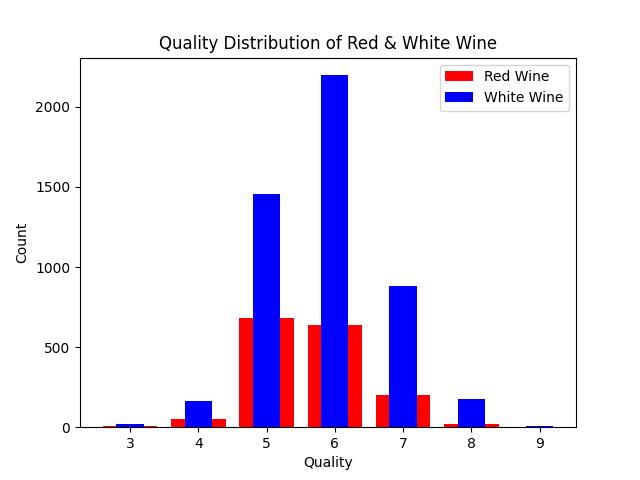 Quality Distribution of Red & White Wine
Red Wine
White Wine
2000
1500
1000
500
0
Count
3 4 5 6 7 8 9
Quality